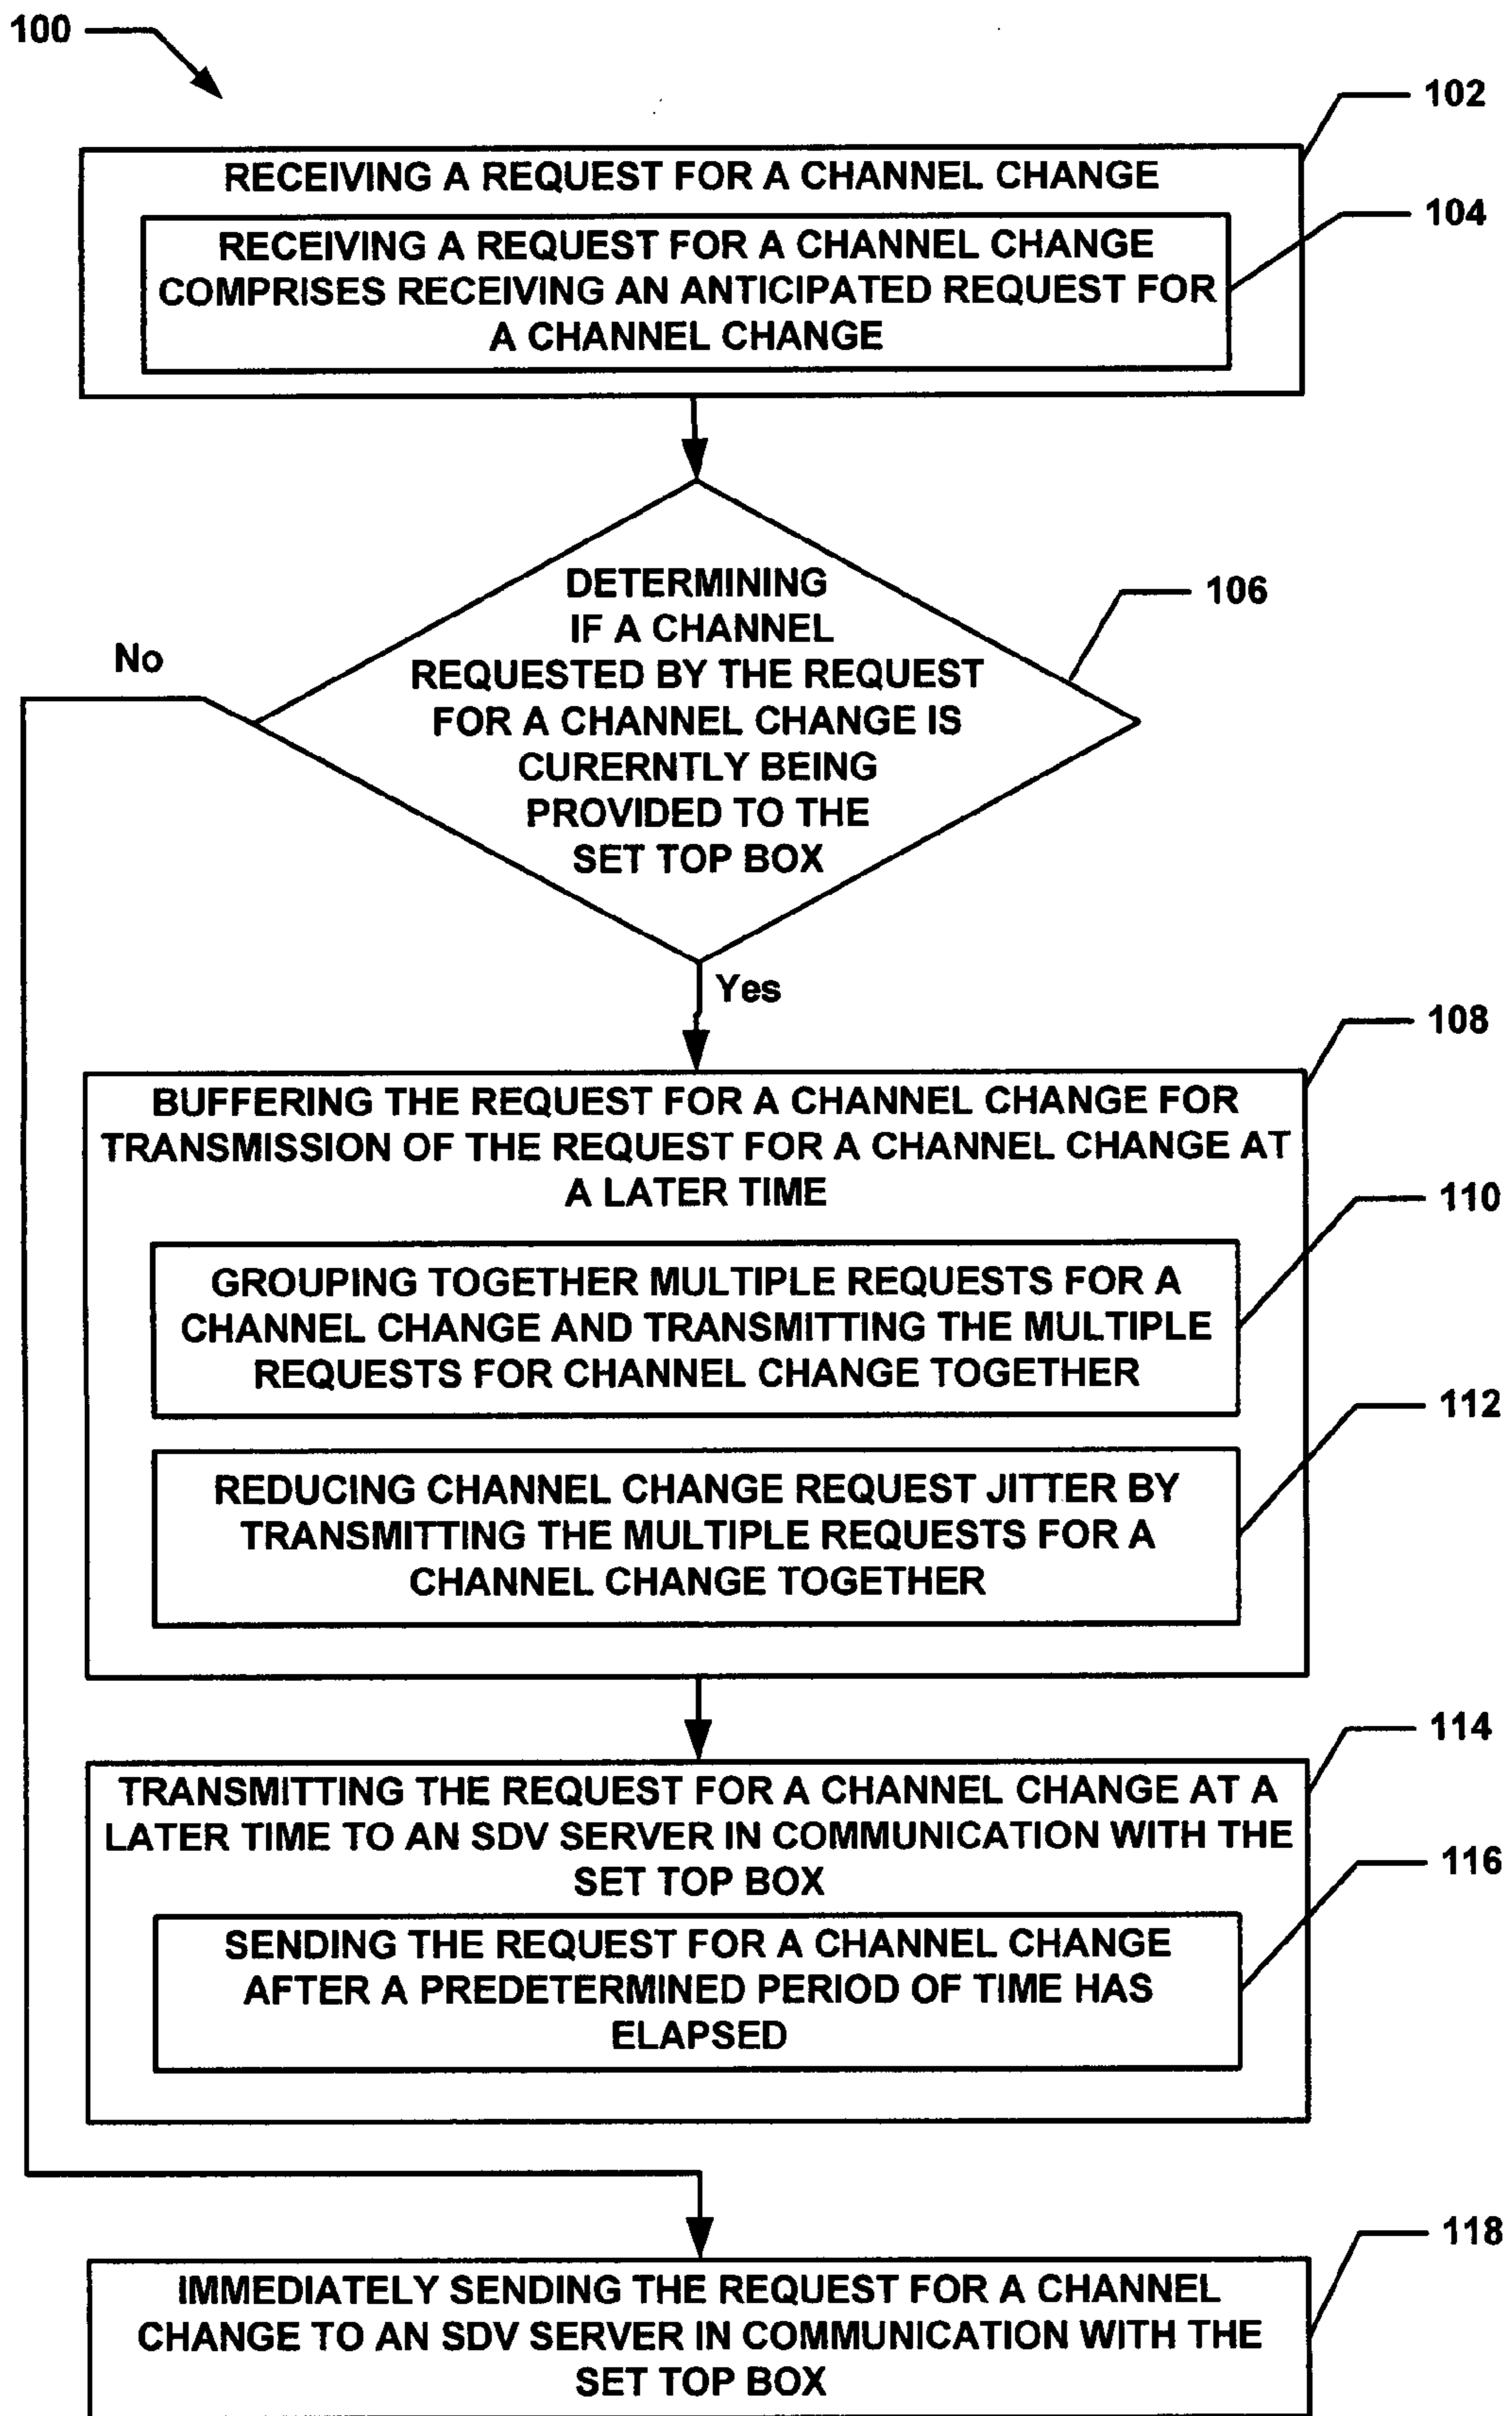 100
102
RECEIVING A REQUEST FOR A CHANNEL CHANGE
104
RECEIVING A REQUEST FOR A CHANNEL CHANGE
COMPRISES RECEIVING AN ANTICIPATED REQUEST FOR
A CHANNEL CHANGE
106
DETERMINING
IF A CHANNEL
REQUESTED BY THE REQUEST
FOR A CHANNEL CHANGE IS
CURERNTLY BEING
PROVIDED TO THE
SET TOP BOX
No
Yes
108
BUFFERING THE REQUEST FOR A CHANNEL CHANGE FOR
TRANSMISSION OF THE REQUEST FOR A CHANNEL CHANGE AT
A LATER TIME
110
GROUPING TOGETHER MULTIPLE REQUESTS FOR A
CHANNEL CHANGE AND TRANSMITTING THE MULTIPLE
REQUESTS FOR CHANNEL CHANGE TOGETHER
112
REDUCING CHANNEL CHANGE REQUEST JITTER BY
TRANSMITTING THE MULTIPLE REQUESTS FOR A
CHANNEL CHANGE TOGETHER
114
TRANSMITTING THE REQUEST FOR A CHANNEL CHANGE AT A
LATER TIME TO AN SDV SERVER IN COMMUNICATION WITH THE
SET TOP BOX
116
SENDING THE REQUEST FOR A CHANNEL CHANGE
AFTER A PREDETERMINED PERIOD OF TIME HAS
ELAPSED
118
IMMEDIATELY SENDING THE REQUEST FOR A CHANNEL
CHANGE TO AN SDV SERVER IN COMMUNICATION WITH THE
SET TOP BOX